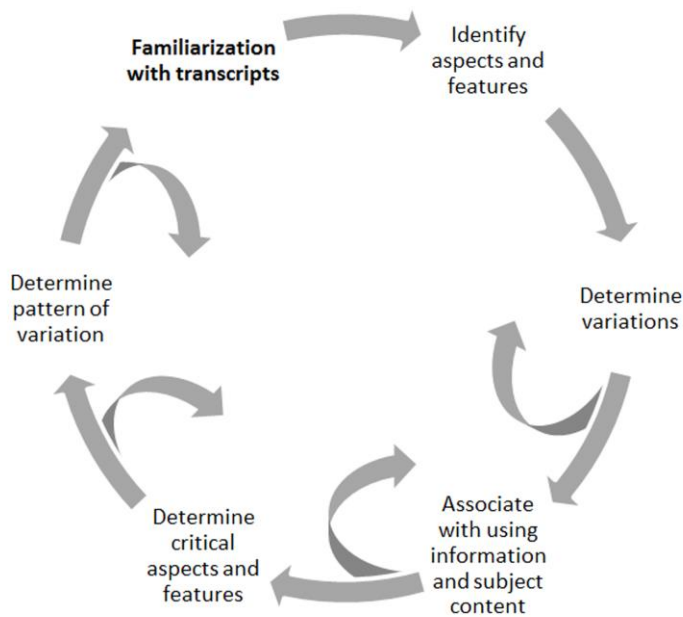 Familiarization
with transcripts
Identify
aspects and
features
Determine
variations
Associate
with using
information
and subject
content
Determine
critical
aspects and
features
Determine
pattern of
variation